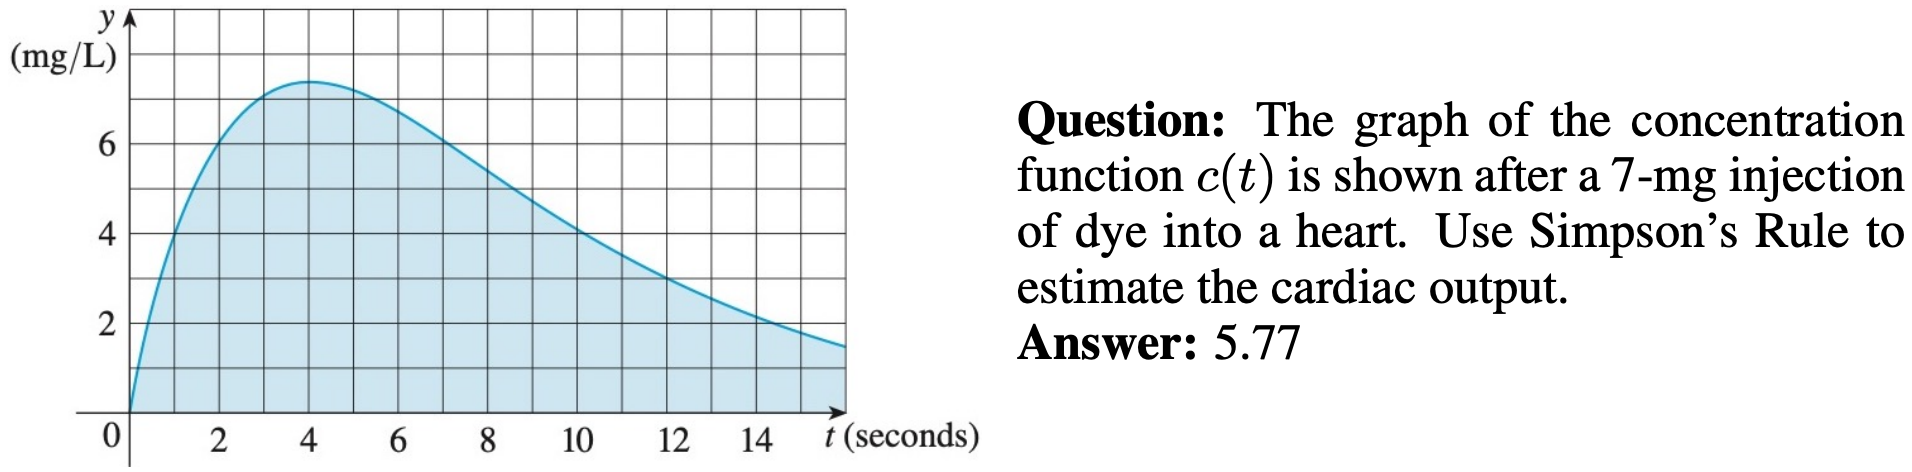 y
(mg/L)
6
4
2
0 2 4 6 8 10 12 14 t (seconds)
Question: The graph of the concentration
function c(t) is shown after a 7-mg injection
of dye into a heart. Use Simpson's Rule to
estimate the cardiac output.
Answer: 5.77